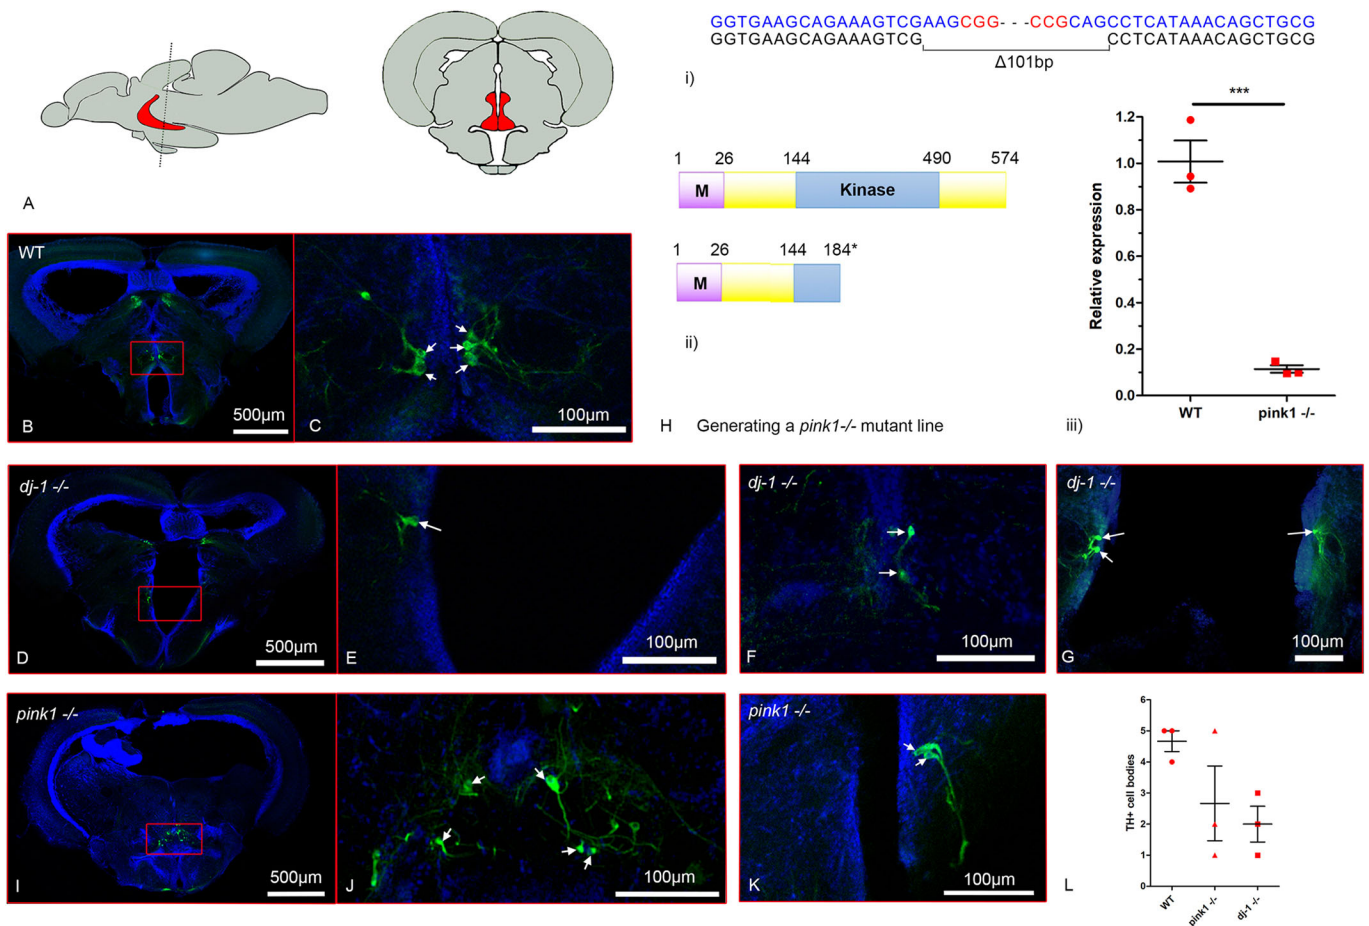 GGTGAAGCAGAAAGTCGAAGCGG- - -CCGCAGCCTCATAAACAGCTGCG
GGTGAAGCAGAAAGTCG CCTCATAAACAGCTGCG
Δ101bp
i)
A
1 26 144 490 574
M Kinase
1 26 144 184*
M
ii)
***
1.2
1.0
0.8
0.6
0.4
0.2
0.0
Relative expression
WT pink1 -/-
iii)
H Generating a pink1-/- mutant line
WT
B 500µm
C 100µm
dj-1 -/-
D 500µm
E 100µm
dj-1 -/-
F 100µm
dj-1 -/-
G 100µm
pink1 -/-
I 500µm
J 100µm
pink1 -/-
K 100µm
L
6
5
4
3
2
1
0
TH+ cell bodies
WT pink1 -/- dj-1 -/-